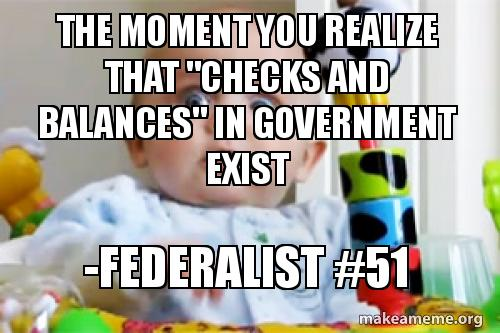 THE MOMENT YOU REALIZE
THAT "CHECKS AND
BALANCES" IN GOVERNMENT
EXIST
-FEDERALIST #51
makeameme.org